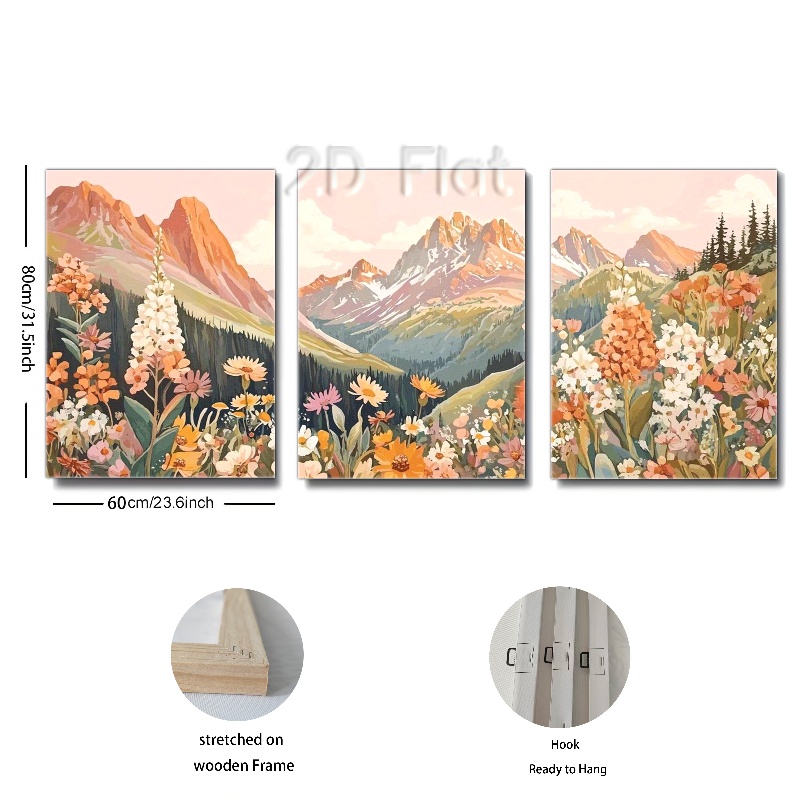 2D Flat
80cm/31.5inch
60cm/23.6inch
stretched on
wooden Frame
Hook
Ready to Hang